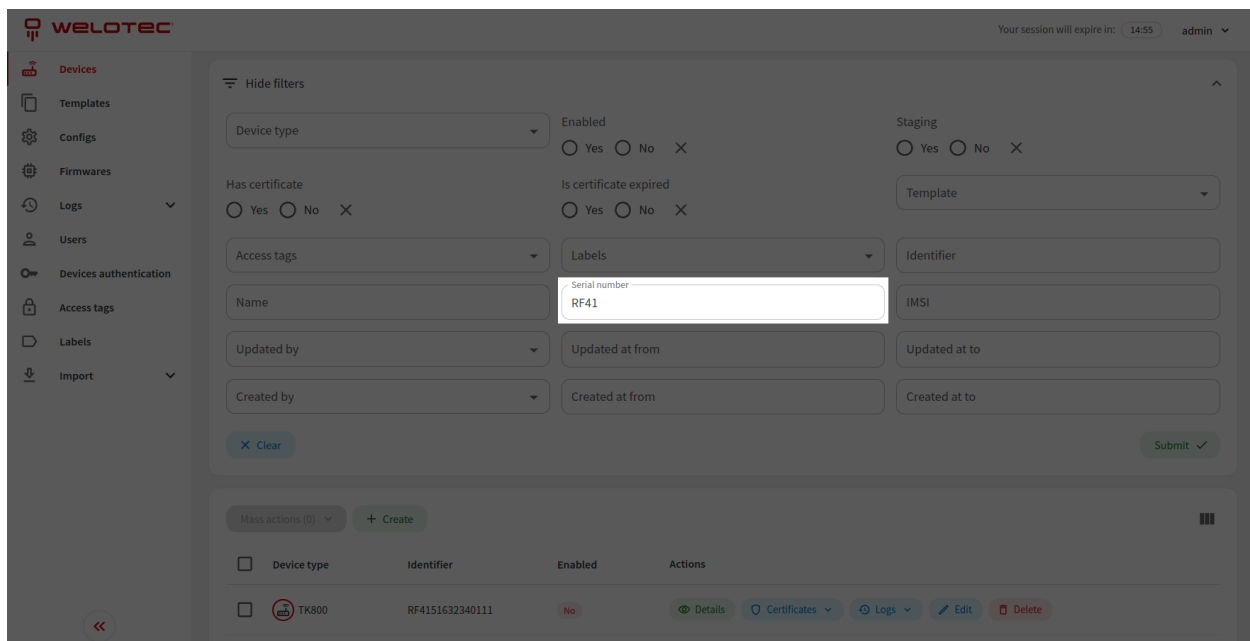 welotec
Your session will expire in: 14:55 admin
Devices
Templates
Configs
Firmwares
Logs
Users
Devices authentication
Access tags
Labels
Import
Hide filters
Device type
Enabled
Yes No
Staging
Yes No
Has certificate
Yes No
Is certificate expired
Yes No
Template
Access tags
Labels
Identifier
Name
Serial number
RF41
IMSI
Updated by
Updated at from
Updated at to
Created by
Created at from
Created at to
Clear
Submit
Mass actions (0)
+ Create
Device type Identifier Enabled Actions
TK800 RF4151632340111 No Details Certificates Logs Edit Delete